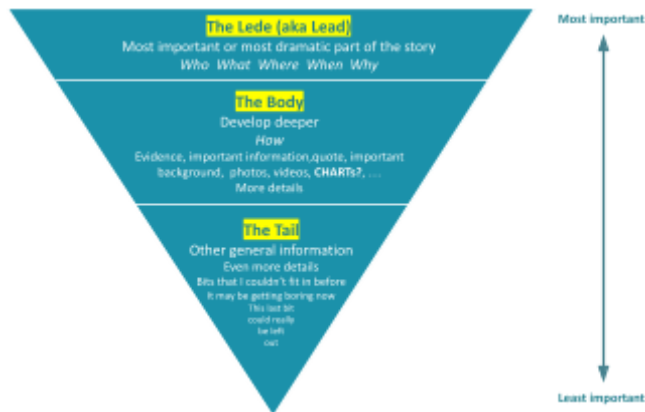 The Lede (aka Lead)
Most important or most dramatic part of the story
Who What Where When Why
The Body
Develop deeper
How
Evidence, important information,quote, important
background, photos, videos, CHARTs?, ....
More details
The Tail
Other general information
Even more details
Bits that I couldn't fit in before
It may be getting boring now
This last bit
could really
be left
out
Most important
Least important